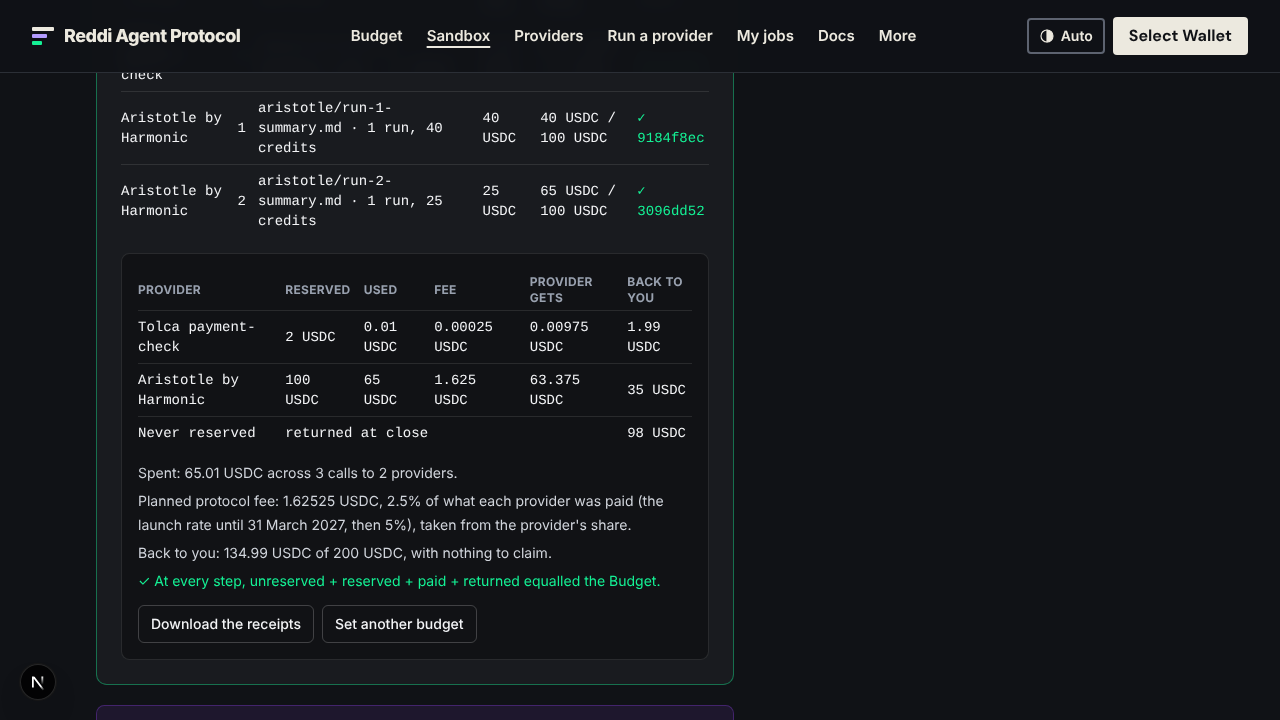 Reddi Agent Protocol
Budget Sandbox Providers Run a provider My jobs Docs More
Auto
Select Wallet
check
Aristotle by Harmonic 1 aristotle/run-1-summary.md · 1 run, 40 credits 40 USDC 40 USDC / 100 USDC ✓ 9184f8ec
Aristotle by Harmonic 2 aristotle/run-2-summary.md · 1 run, 25 credits 25 USDC 65 USDC / 100 USDC ✓ 3096dd52
PROVIDER RESERVED USED FEE PROVIDER GETS BACK TO YOU
Tolca payment-check 2 USDC 0.01 USDC 0.00025 USDC 0.00975 USDC 1.99 USDC
Aristotle by Harmonic 100 USDC 65 USDC 1.625 USDC 63.375 USDC 35 USDC
Never reserved returned at close 98 USDC
Spent: 65.01 USDC across 3 calls to 2 providers.
Planned protocol fee: 1.62525 USDC, 2.5% of what each provider was paid (the
launch rate until 31 March 2027, then 5%), taken from the provider's share.
Back to you: 134.99 USDC of 200 USDC, with nothing to claim.
✓ At every step, unreserved + reserved + paid + returned equalled the Budget.
Download the receipts
Set another budget
N